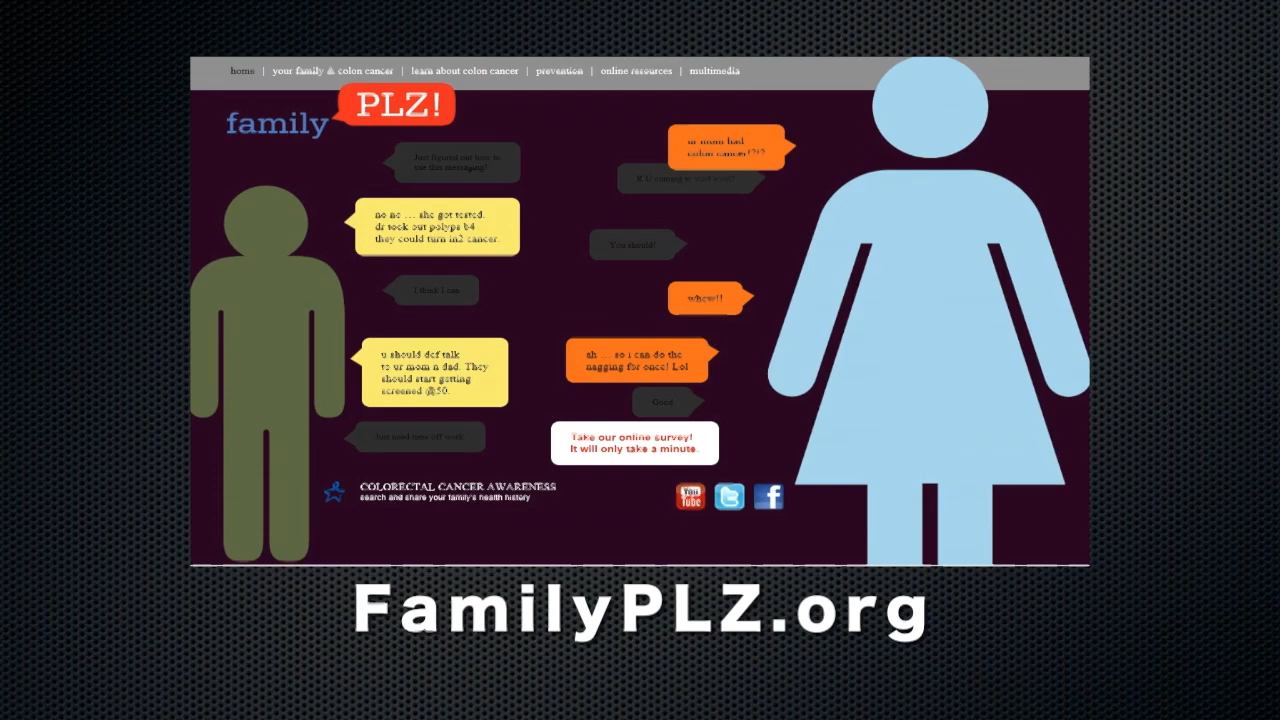 home | your family & colon cancer | learn about colon cancer | prevention | online resources | multimedia
family PLZ!
ur mom had
colon cancer?!?
Just figured out how to
use this messaging!
R U coming to visit soon?
no no ... she got tested.
dr took out polyps b4
they could turn in2 cancer.
You should!
I think I can
whew!!
u should def talk
to ur mom n dad. They
should start getting
screened @50.
ah ... so i can do the
nagging for once! Lol
Good
Just need time off work
Take our online survey!
It will only take a minute.
COLORECTAL CANCER AWARENESS
search and share your family's health history
You
Tube
FamilyPLZ.org